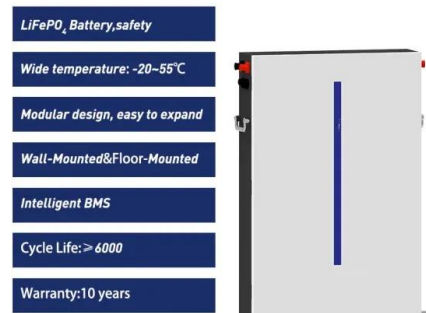 LiFePO₄ Battery,safety
Wide temperature: -20~55℃
Modular design, easy to expand
Wall-Mounted&Floor-Mounted
Intelligent BMS
Cycle Life:≥6000
Warranty:10 years